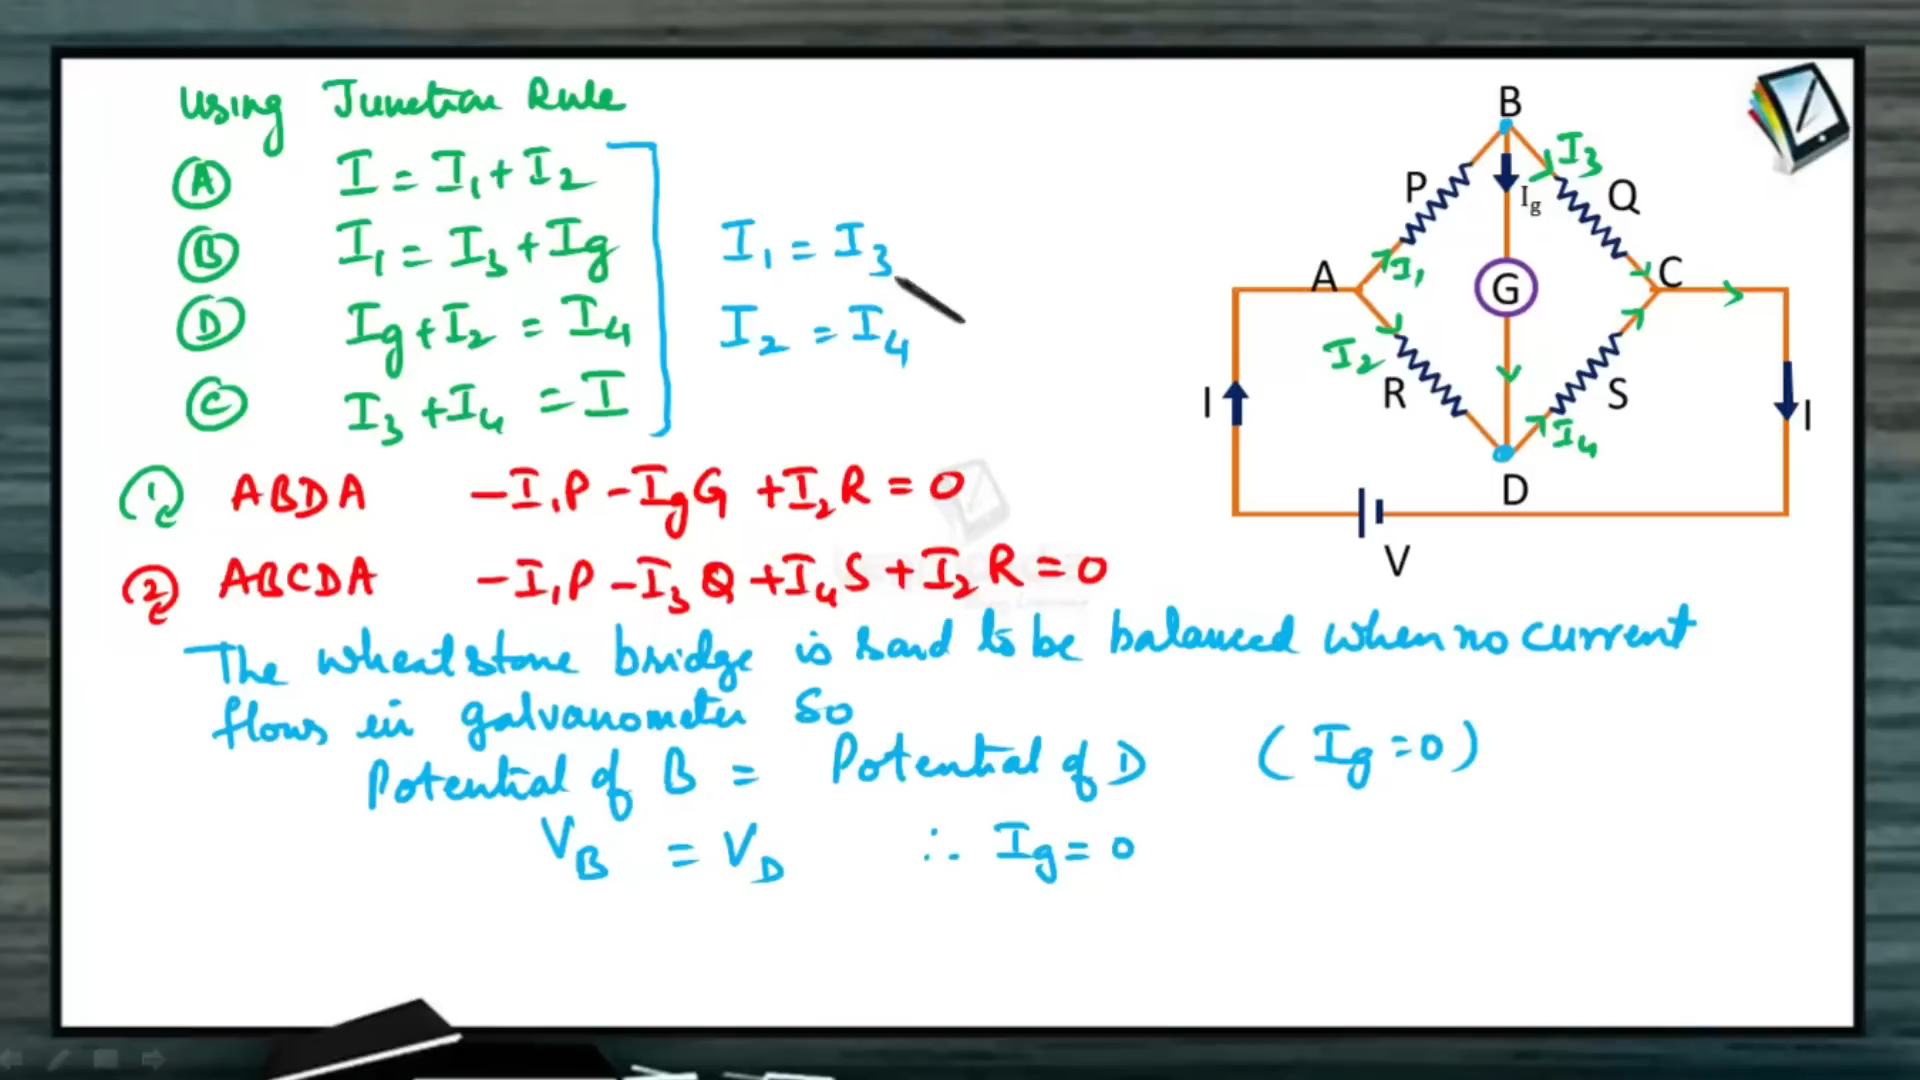 Using Junction Rule
A I = I1 + I2
B I1 = I3 + Ig
D Ig + I2 = I4
C I3 + I4 = I
I1 = I3
I2 = I4
1 ABDA -I1P - IgG + I2R = 0
2 ABCDA -I1P - I3Q + I4S + I2R = 0
The wheatstone bridge is said to be balanced when no current
flows in galvanometer So
Potential of B = Potential of D (Ig = 0)
VB = VD ∴ Ig = 0
B
I3
P
Ig
Q
A
I1
G
C
I2
R
S
I
I4
I
D
V